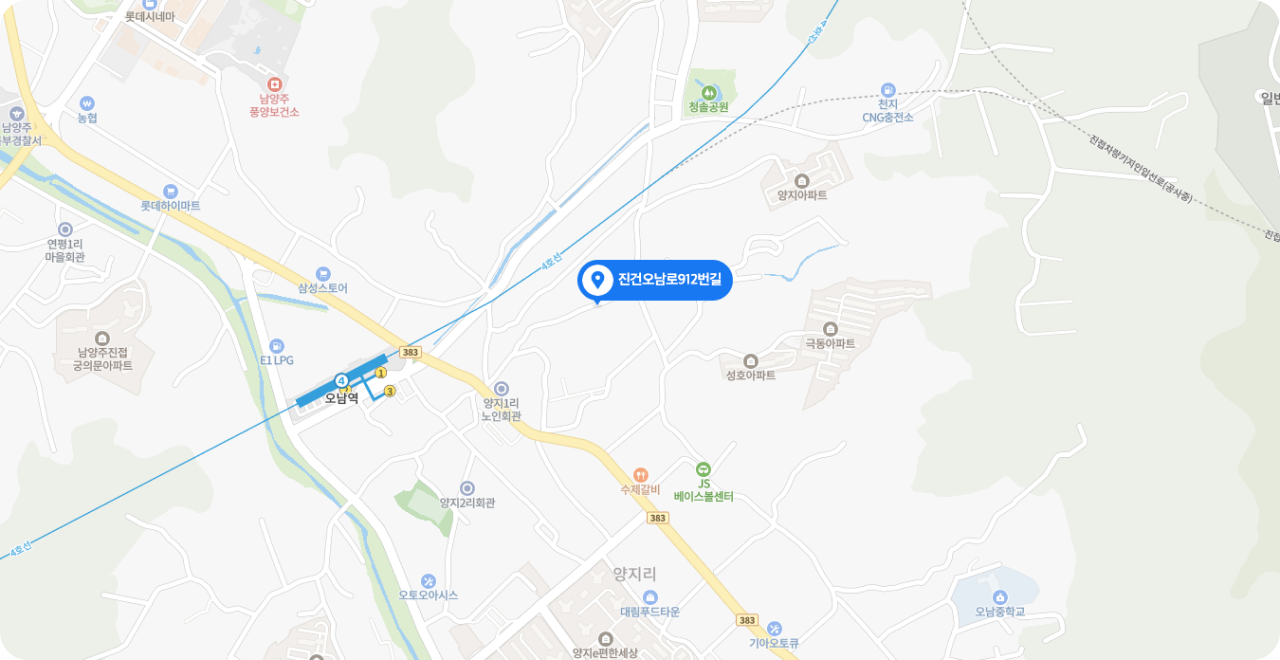 롯데시네마
4호선
남양주
풍양보건소
농협
청솔공원
천지
CNG충전소
일반
남양주
부경찰서
진접차량기지인입선로(공사중)
롯데하이마트
양지아파트
연평1리
마을회관
진접
4호선
삼성스토어
진건오남로912번길
E1 LPG
383
극동아파트
남양주진접
궁의문아파트
성호아파트
4
1
2
3
오남역
양지1리
노인회관
수제갈비
JS
베이스볼센터
양지2리회관
383
4호선
양지리
오토오아시스
대림푸드타운
오남중학교
383
기아오토큐
양지e편한세상